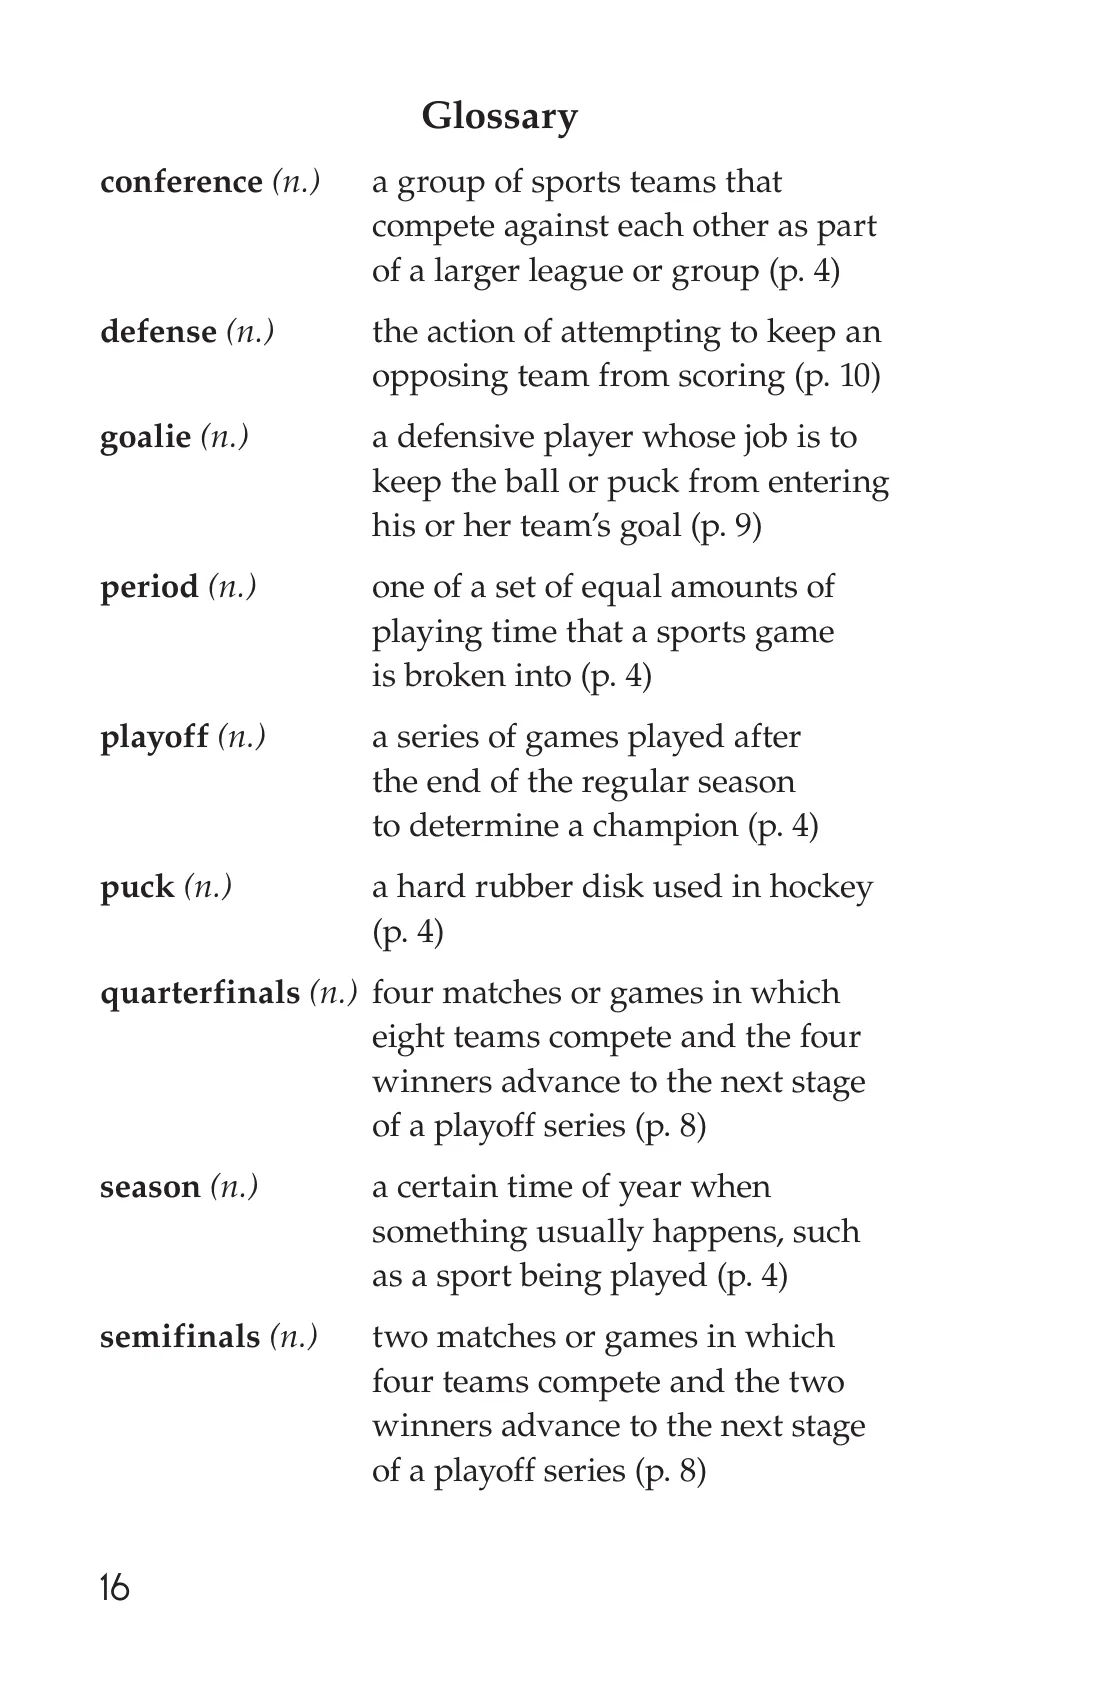 Glossary
conference (n.) a group of sports teams that
compete against each other as part
of a larger league or group (p. 4)
defense (n.) the action of attempting to keep an
opposing team from scoring (p. 10)
goalie (n.) a defensive player whose job is to
keep the ball or puck from entering
his or her team’s goal (p. 9)
period (n.) one of a set of equal amounts of
playing time that a sports game
is broken into (p. 4)
playoff (n.) a series of games played after
the end of the regular season
to determine a champion (p. 4)
puck (n.) a hard rubber disk used in hockey
(p. 4)
quarterfinals (n.) four matches or games in which
eight teams compete and the four
winners advance to the next stage
of a playoff series (p. 8)
season (n.) a certain time of year when
something usually happens, such
as a sport being played (p. 4)
semifinals (n.) two matches or games in which
four teams compete and the two
winners advance to the next stage
of a playoff series (p. 8)
16